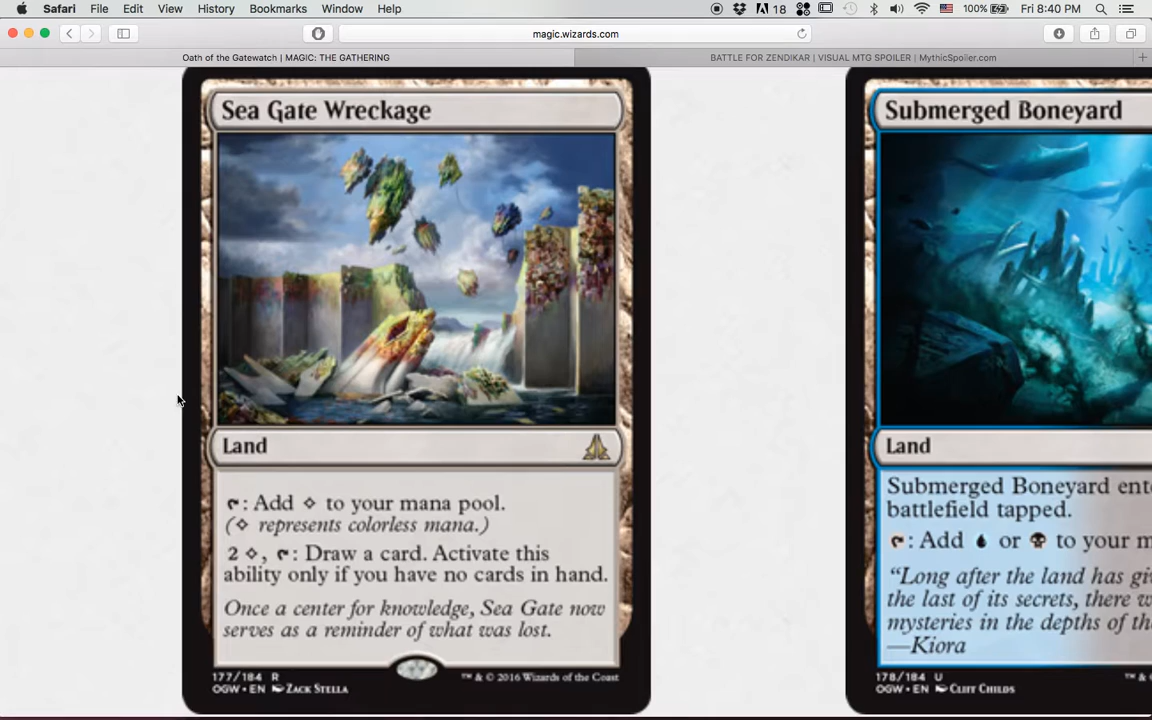 Safari File Edit View History Bookmarks Window Help 18 100% Fri 8:40 PM
magic.wizards.com
Oath of the Gatewatch | MAGIC: THE GATHERING
BATTLE FOR ZENDIKAR | VISUAL MTG SPOILER | MythicSpoiler.com
Sea Gate Wreckage
Land
: Add to your mana pool.
( represents colorless mana.)
2 , : Draw a card. Activate this
ability only if you have no cards in hand.
Once a center for knowledge, Sea Gate now
serves as a reminder of what was lost.
177/184 R
OGW • EN ZACK STELLA
™ & © 2016 Wizards of the Coast
Submerged Boneyard
Land
Submerged Boneyard ente
battlefield tapped.
: Add or to your m
"Long after the land has giv
the last of its secrets, there w
mysteries in the depths of th
—Kiora
178/184 U
OGW • EN CLIFF CHILDS
™ &